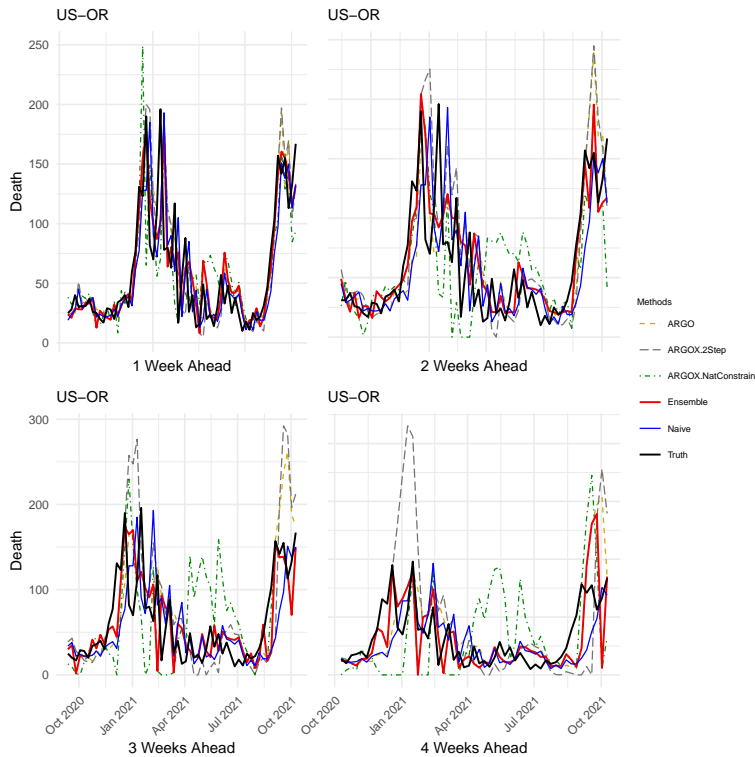 US−OR
US−OR
250
200
150
100
50
0
Death
1 Week Ahead
2 Weeks Ahead
US−OR
US−OR
300
200
100
0
Death
Oct 2020
Jan 2021
Apr 2021
Jul 2021
Oct 2021
Oct 2020
Jan 2021
Apr 2021
Jul 2021
Oct 2021
3 Weeks Ahead
4 Weeks Ahead
Methods
ARGO
ARGOX.2Step
ARGOX.NatConstrain
Ensemble
Naive
Truth